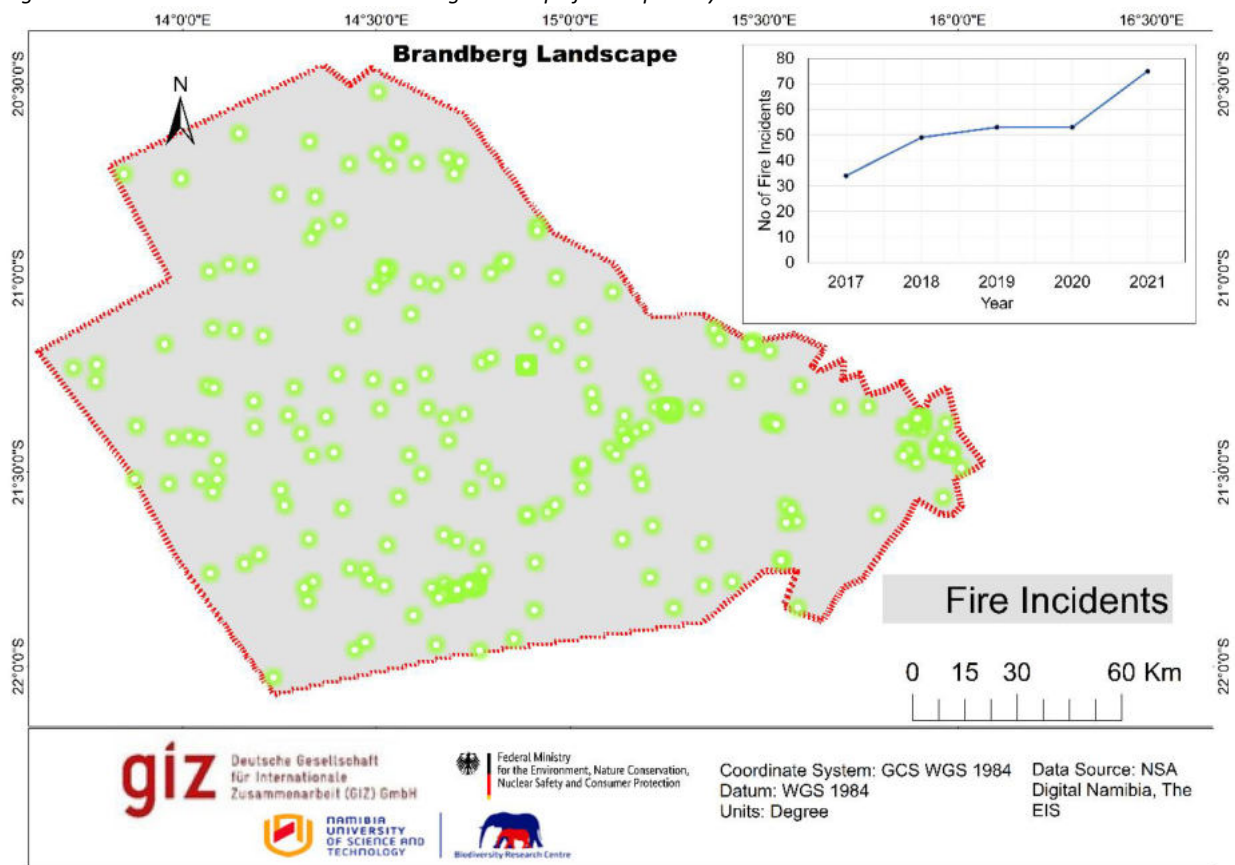 14°0'0"E 14°30'0"E 15°0'0"E 15°30'0"E 16°0'0"E 16°30'0"E
Brandberg Landscape
N
20°30'0"S
21°0'0"S
21°30'0"S
22°0'0"S
80
70
60
50
40
30
20
10
0
No of Fire Incidents
2017 2018 2019 2020 2021
Year
20°30'0"S
21°0'0"S
21°30'0"S
22°0'0"S
Fire Incidents
0 15 30 60 Km
giz
Deutsche Gesellschaft
für Internationale
Zusammenarbeit (GIZ) GmbH
Federal Ministry
for the Environment, Nature Conservation,
Nuclear Safety and Consumer Protection
NAMIBIA
UNIVERSITY
OF SCIENCE AND
TECHNOLOGY
Biodiversity Research Centre
Coordinate System: GCS WGS 1984
Datum: WGS 1984
Units: Degree
Data Source: NSA
Digital Namibia, The
EIS